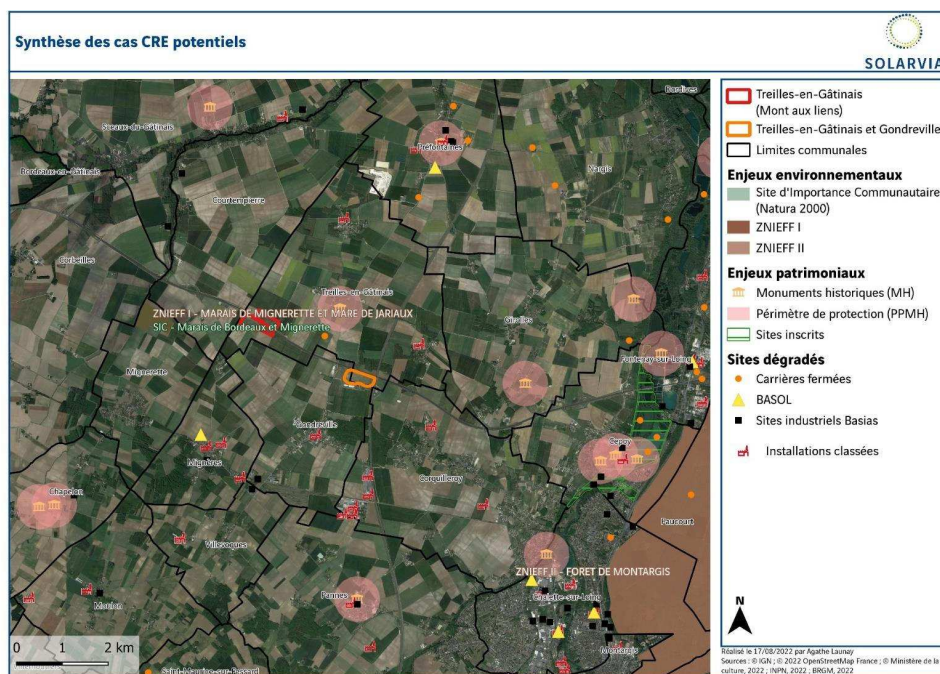 Synthèse des cas CRE potentiels
SOLARVIA
Sceaux-du-Gâtinais
Bordeaux-en-Gâtinais
Préfontaines
Bordives
Nargis
Courtempierre
Corbeilles
Treilles-en-Gâtinais
ZNIEFF I - MARAIS DE MIGNERETTE ET MARE DE JARIAUX
SIC - Marais de Bordeaux et Mignerette
Girolles
Mignerette
Fontenay-sur-Loing
Gondreville
Mignères
Cepoy
Corquilleroy
Chapelon
Paucourt
Villevoques
ZNIEFF II - FORET DE MONTARGIS
Pannes
Châlette-sur-Loing
Moulon
Montargis
Saint-Maurice-sur-Fessard
0 1 2 km
Treilles-en-Gâtinais
(Mont aux liens)
Treilles-en-Gâtinais et Gondreville
Limites communales
Enjeux environnementaux
Site d'Importance Communautaire
(Natura 2000)
ZNIEFF I
ZNIEFF II
Enjeux patrimoniaux
Monuments historiques (MH)
Périmètre de protection (PPMH)
Sites inscrits
Sites dégradés
Carrières fermées
BASOL
Sites industriels Basias
Installations classées
N
Réalisé le 17/08/2022 par Agathe Launay
Sources : © IGN ; © 2022 OpenStreetMap France ; © Ministère de la
culture, 2022 ; INPN, 2022 ; BRGM, 2022